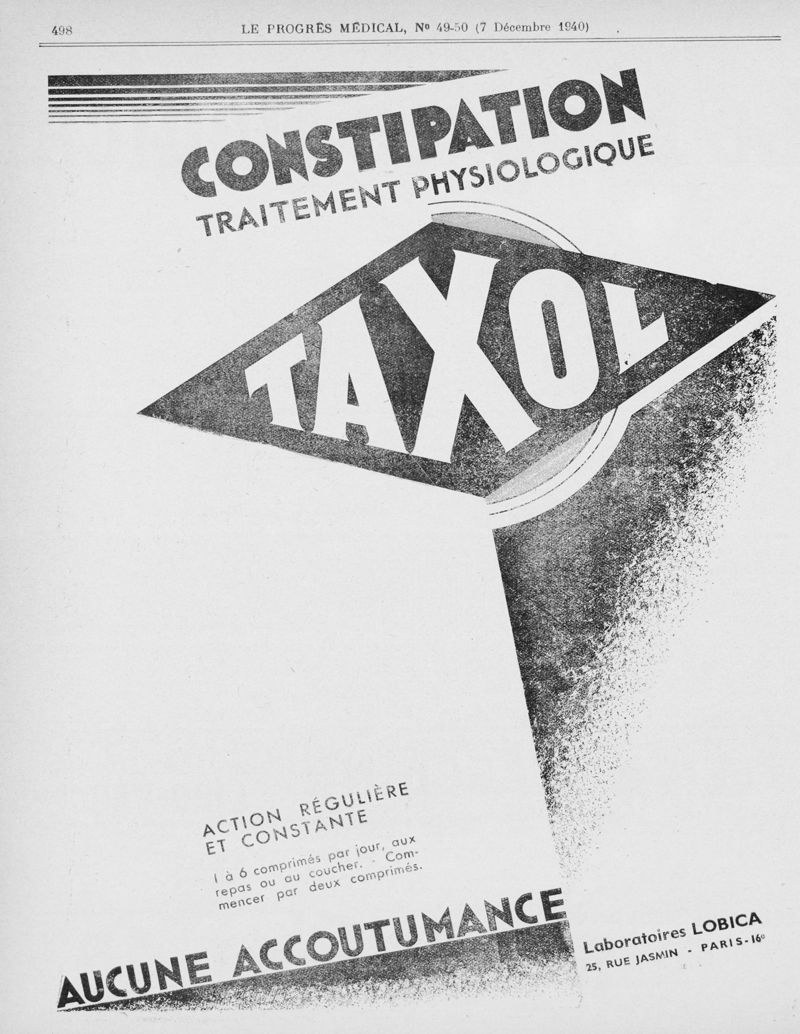 498
LE PROGRÈS MÉDICAL, Nº 49-50 (7 Décembre 1940)
CONSTIPATION
TRAITEMENT PHYSIOLOGIQUE
TAXOL
ACTION RÉGULIÈRE
ET CONSTANTE
1 à 6 comprimés par jour, aux
repas ou au coucher. - Com-
mencer par deux comprimés.
AUCUNE ACCOUTUMANCE
Laboratoires LOBICA
25, RUE JASMIN - PARIS-16º